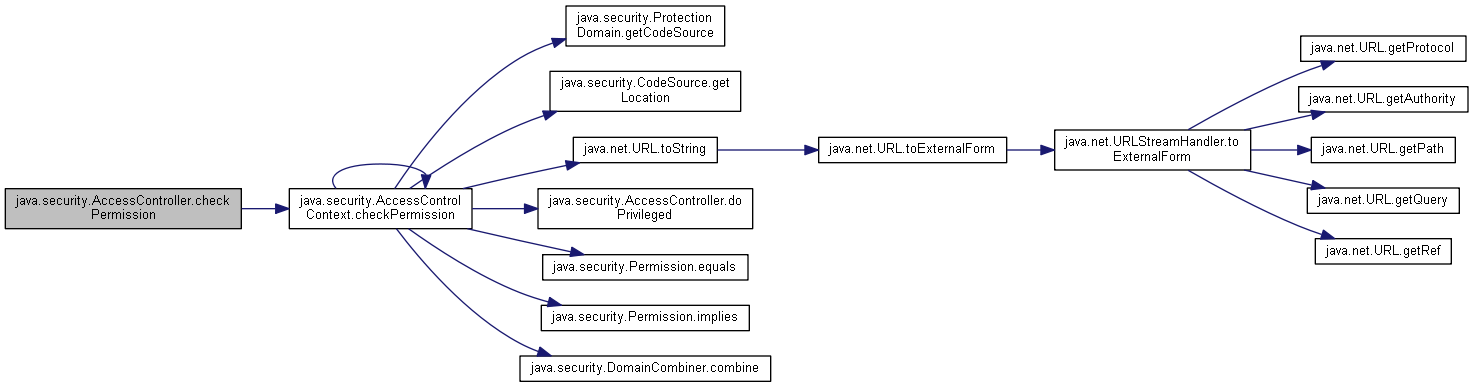 java.security.AccessController.check
Permission
java.security.AccessControl
Context.checkPermission
java.security.Protection
Domain.getCodeSource
java.security.CodeSource.get
Location
java.net.URL.toString
java.security.AccessController.do
Privileged
java.security.Permission.equals
java.security.Permission.implies
java.security.DomainCombiner.combine
java.net.URL.toExternalForm
java.net.URLStreamHandler.to
ExternalForm
java.net.URL.getProtocol
java.net.URL.getAuthority
java.net.URL.getPath
java.net.URL.getQuery
java.net.URL.getRef